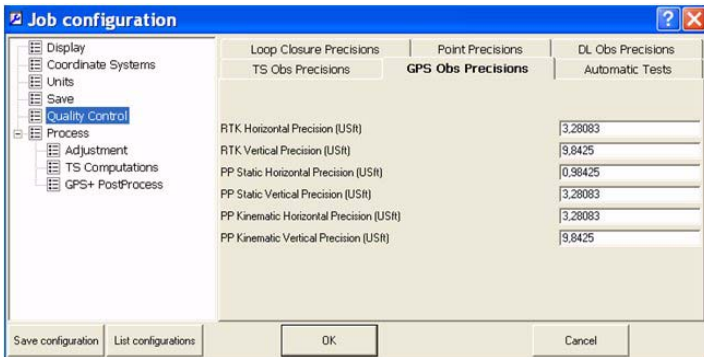 Job configuration
Display
Coordinate Systems
Units
Save
Quality Control
Process
Adjustment
TS Computations
GPS+ PostProcess
Loop Closure Precisions Point Precisions DL Obs Precisions
TS Obs Precisions GPS Obs Precisions Automatic Tests
RTK Horizontal Precision (USft) 3,28083
RTK Vertical Precision (USft) 9,8425
PP Static Horizontal Precision (USft) 0,98425
PP Static Vertical Precision (USft) 3,28083
PP Kinematic Horizontal Precision (USft) 3,28083
PP Kinematic Vertical Precision (USft) 9,8425
Save configuration List configurations OK Cancel